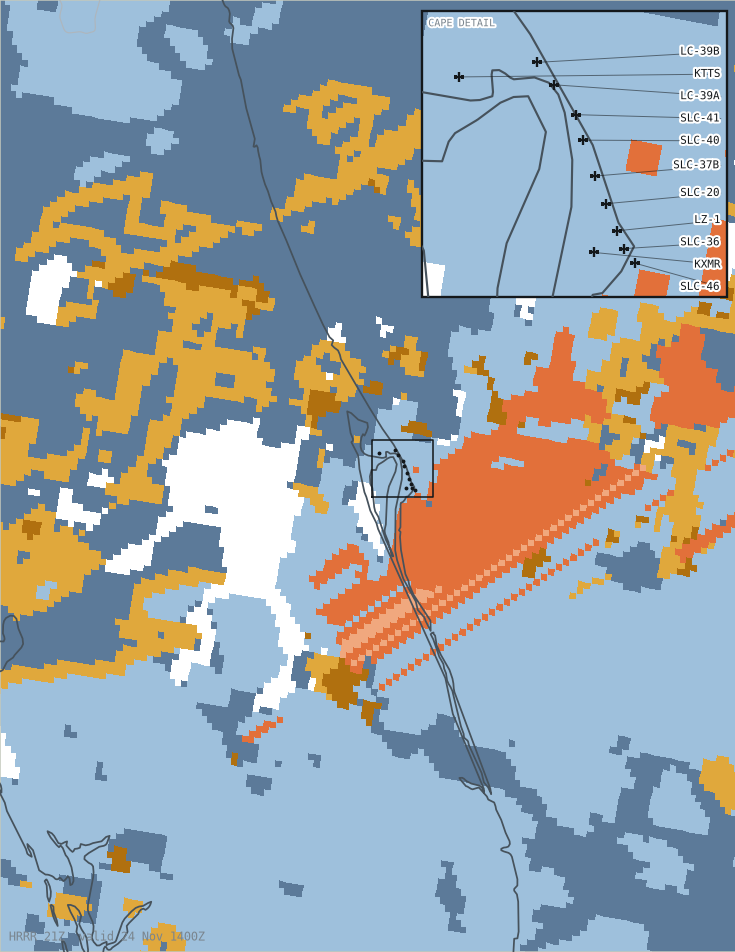 CAPE DETAIL
LC-39B
KTTS
LC-39A
SLC-41
SLC-40
SLC-37B
SLC-20
LZ-1
SLC-36
KXMR
SLC-46
HRRR 21Z valid 24 Nov 1400Z